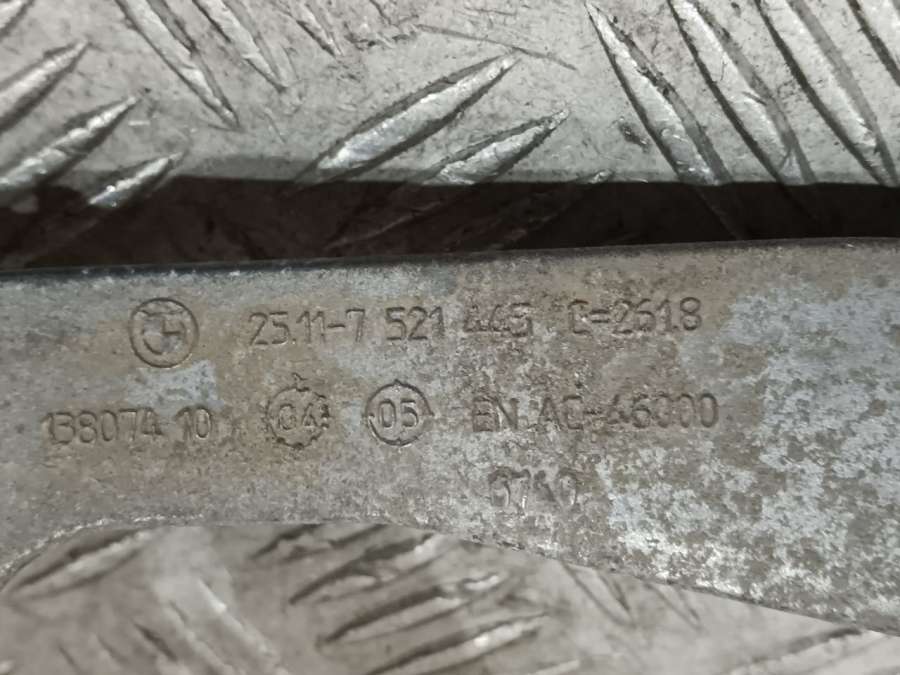 25.11-7 521 445 C=2618
138074 10 04 05 EN AC-46000